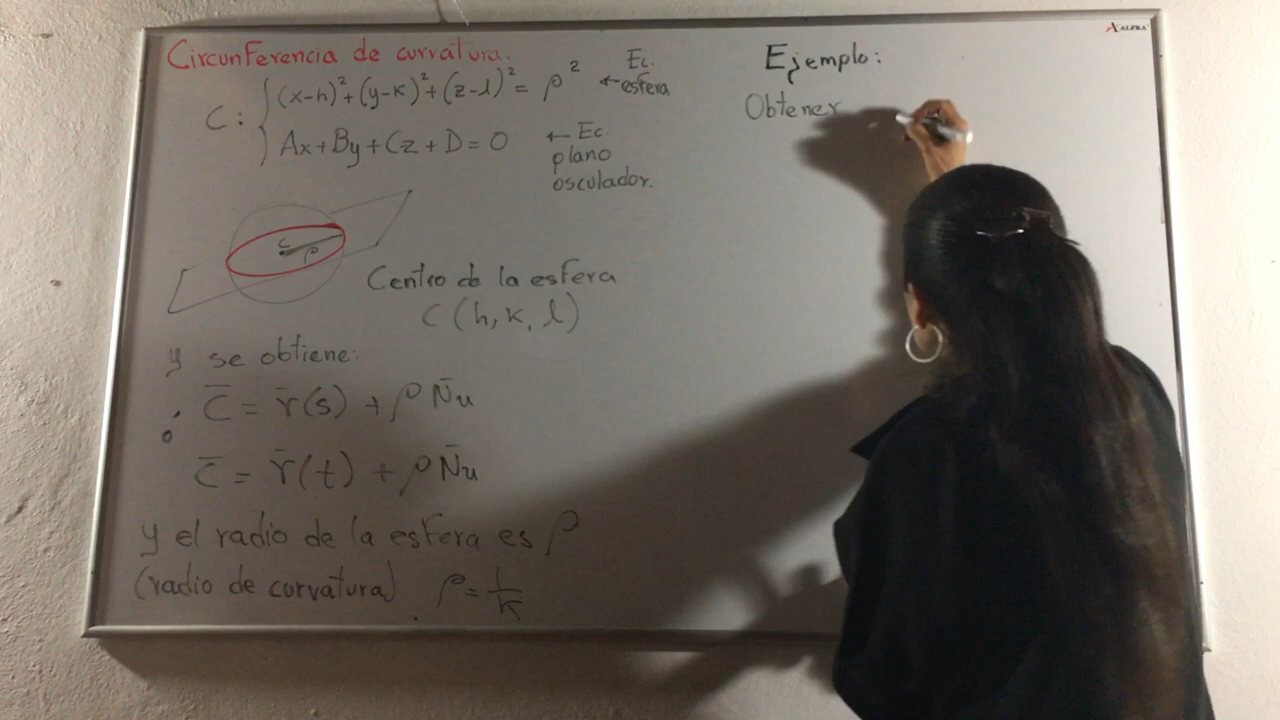 Circunferencia de curvatura.
C: (x-h)²+(y-k)²+(z-l)² = ρ² ← Ec. esfera
Ax+By+Cz+D=0 ← Ec. plano osculador.
c
ρ
Centro de la esfera
C(h,k,l)
y se obtiene:
C̄ = r̄(s) + ρ N̄u
ó
C̄ = r̄(t) + ρ N̄u
y el radio de la esfera es ρ
(radio de curvatura) ρ = 1/k
Ejemplo:
Obtener
ALFRA